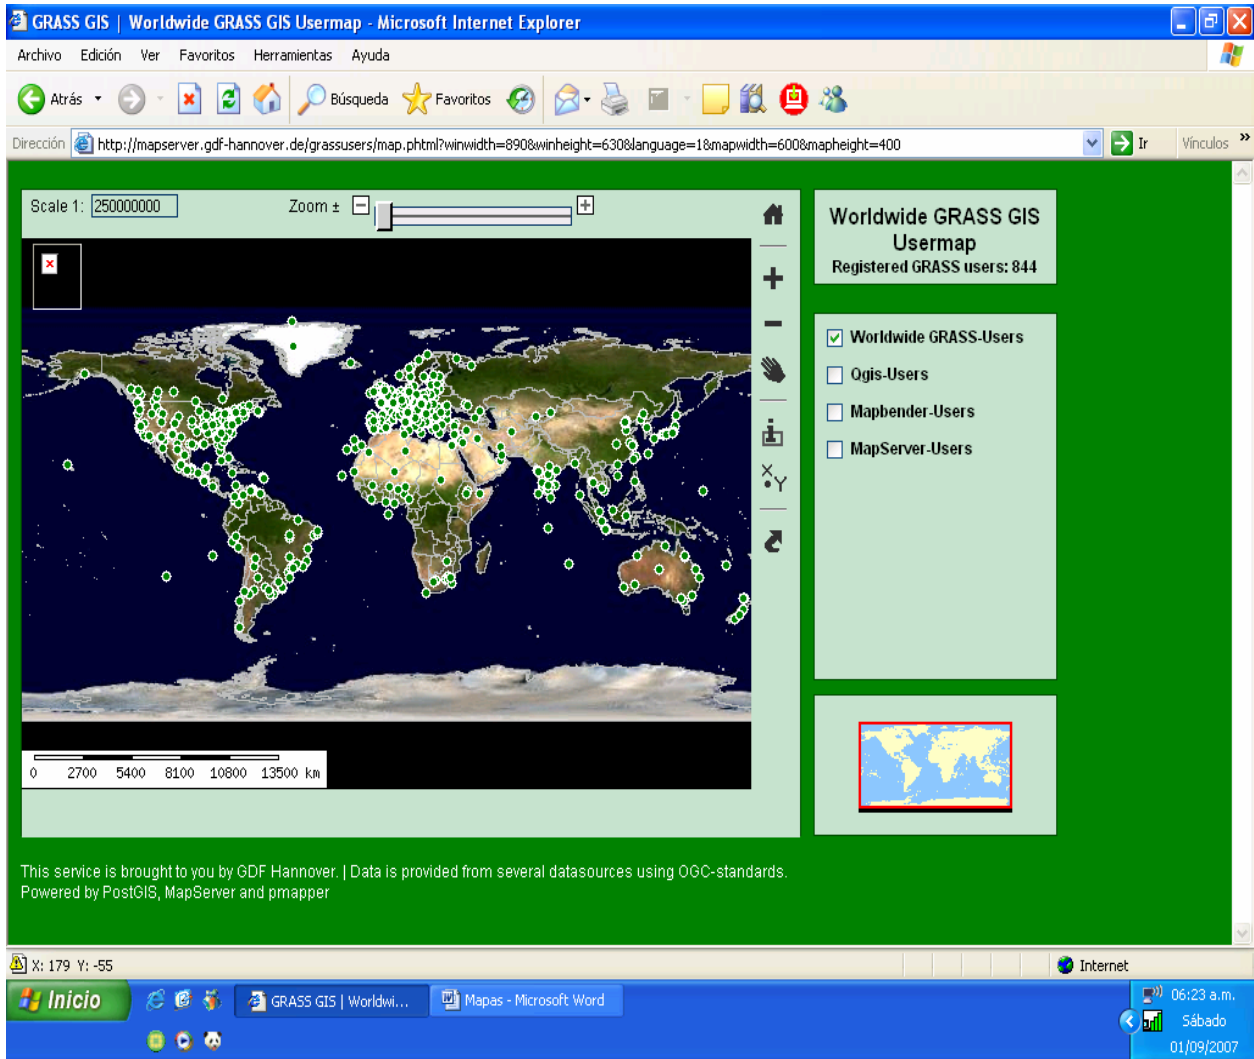 GRASS GIS | Worldwide GRASS GIS Usermap - Microsoft Internet Explorer
Archivo Edición Ver Favoritos Herramientas Ayuda
Atrás Búsqueda Favoritos
Dirección http://mapserver.gdf-hannover.de/grassusers/map.phtml?winwidth=890&winheight=630&language=1&mapwidth=600&mapheight=400 Ir Vínculos »
Scale 1: 250000000 Zoom ±
Worldwide GRASS GIS
Usermap
Registered GRASS users: 844
Worldwide GRASS-Users
Qgis-Users
Mapbender-Users
MapServer-Users
X
Y
0 2700 5400 8100 10800 13500 km
This service is brought to you by GDF Hannover. | Data is provided from several datasources using OGC-standards.
Powered by PostGIS, MapServer and pmapper
X: 179 Y: -55 Internet
Inicio GRASS GIS | Worldwi... Mapas - Microsoft Word
06:23 a.m.
Sábado
01/09/2007